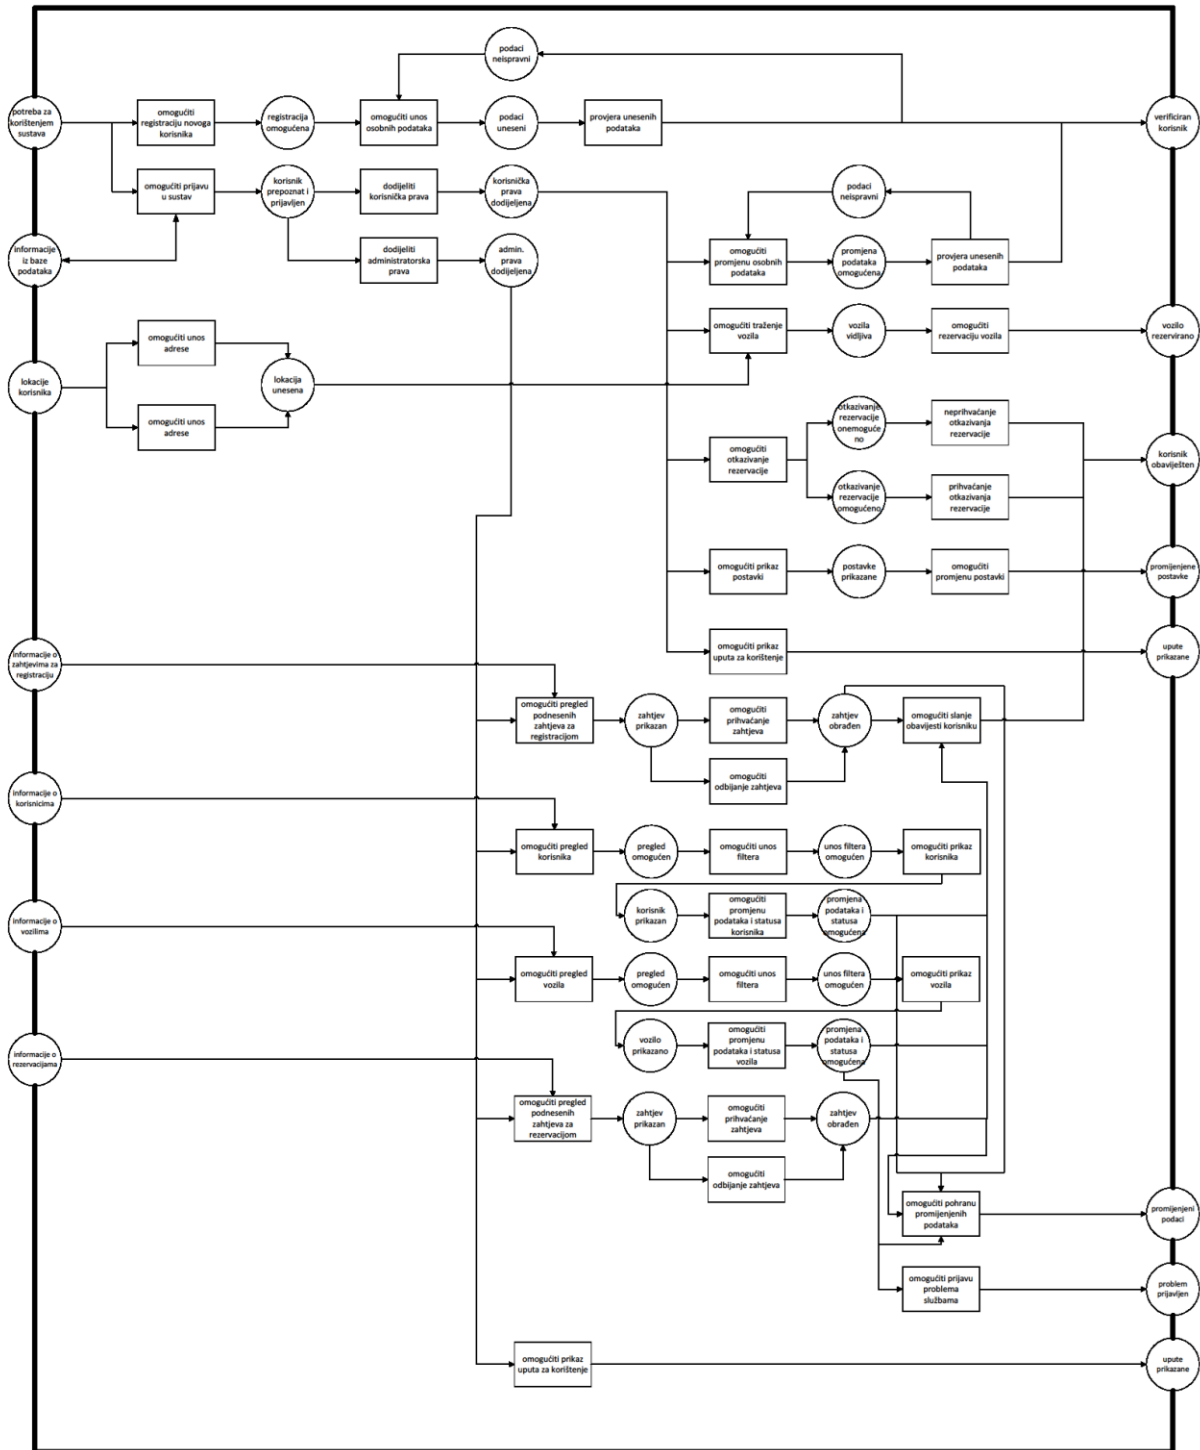 podaci
neispravni
potreba za
korištenjem
sustava
omogućiti
registraciju novoga
korisnika
registracija
omogućena
omogućiti unos
osobnih podataka
podaci
uneseni
provjera unesenih
podataka
verificiran
korisnik
omogućiti prijavu
u sustav
korisnik
prepoznat i
prijavljen
dodijeliti
korisnička prava
korisnička
prava
dodijeljena
podaci
neispravni
informacije
iz baze
podataka
dodijeliti
administratorska
prava
admin.
prava
dodijeljena
omogućiti
promjenu osobnih
podataka
promjena
podataka
omogućena
provjera unesenih
podataka
omogućiti unos
adrese
omogućiti traženje
vozila
vozila
vidljiva
omogućiti
rezervaciju vozila
vozilo
rezervirano
lokacije
korisnika
lokacija
unesena
omogućiti unos
adrese
otkazivanje
rezervacije
onemoguće
no
neprihvaćanje
otkazivanja
rezervacije
omogućiti
otkazivanje
rezervacije
korisnik
obaviješten
otkazivanje
rezervacije
omogućeno
prihvaćanje
otkazivanja
rezervacije
omogućiti prikaz
postavki
postavke
prikazane
omogućiti
promjenu postavki
promijenjene
postavke
omogućiti prikaz
uputa za korištenje
upute
prikazane
informacije o
zahtjevima za
registraciju
omogućiti pregled
podnesenih
zahtjeva za
registracijom
zahtjev
prikazan
omogućiti
prihvaćanje
zahtjeva
zahtjev
obrađen
omogućiti slanje
obavijesti korisniku
omogućiti
odbijanje zahtjeva
informacije o
korisnicima
omogućiti pregled
korisnika
pregled
omogućen
omogućiti unos
filtera
unos filtera
omogućen
omogućiti prikaz
korisnika
korisnik
prikazan
omogućiti
promjenu
podataka i statusa
korisnika
promjena
podataka i
statusa
omogućena
informacije o
vozilima
omogućiti pregled
vozila
pregled
omogućen
omogućiti unos
filtera
unos filtera
omogućen
omogućiti prikaz
vozila
vozilo
prikazano
omogućiti
promjenu
podataka i statusa
vozila
promjena
podataka i
statusa
omogućena
informacije o
rezervacijama
omogućiti pregled
podnesenih
zahtjeva za
rezervacijom
zahtjev
prikazan
omogućiti
prihvaćanje
zahtjeva
zahtjev
obrađen
omogućiti
odbijanje zahtjeva
omogućiti pohranu
promijenjenih
podataka
promijenjeni
podaci
omogućiti prijavu
problema
službama
problem
prijavljen
omogućiti prikaz
uputa za korištenje
upute
prikazane